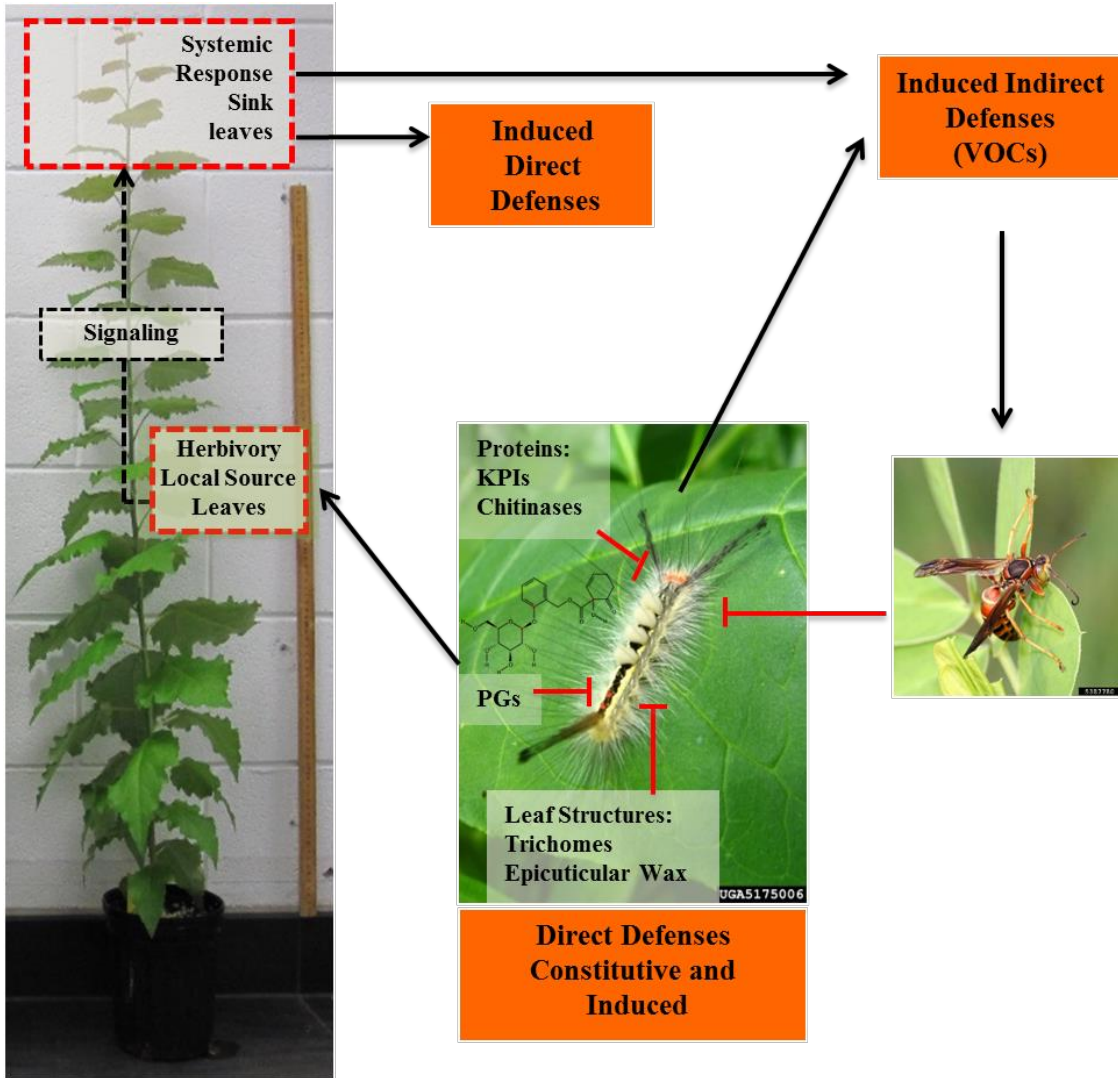 Systemic
Response
Sink
leaves
Induced
Direct
Defenses
Induced Indirect
Defenses
(VOCs)
Signaling
Herbivory
Local Source
Leaves
Proteins:
KPIs
Chitinases
PGs
Leaf Structures:
Trichomes
Epicuticular Wax
UGA5175006
Direct Defenses
Constitutive and
Induced